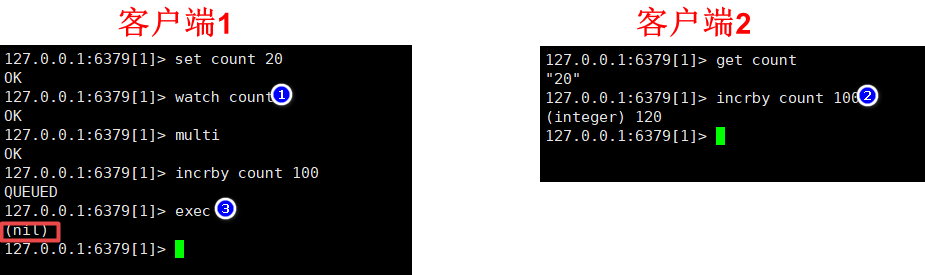 客户端1
127.0.0.1:6379[1]> set count 20
OK
127.0.0.1:6379[1]> watch count 1
OK
127.0.0.1:6379[1]> multi
OK
127.0.0.1:6379[1]> incrby count 100
QUEUED
127.0.0.1:6379[1]> exec 3
(nil)
127.0.0.1:6379[1]>
客户端2
127.0.0.1:6379[1]> get count
"20"
127.0.0.1:6379[1]> incrby count 100 2
(integer) 120
127.0.0.1:6379[1]>